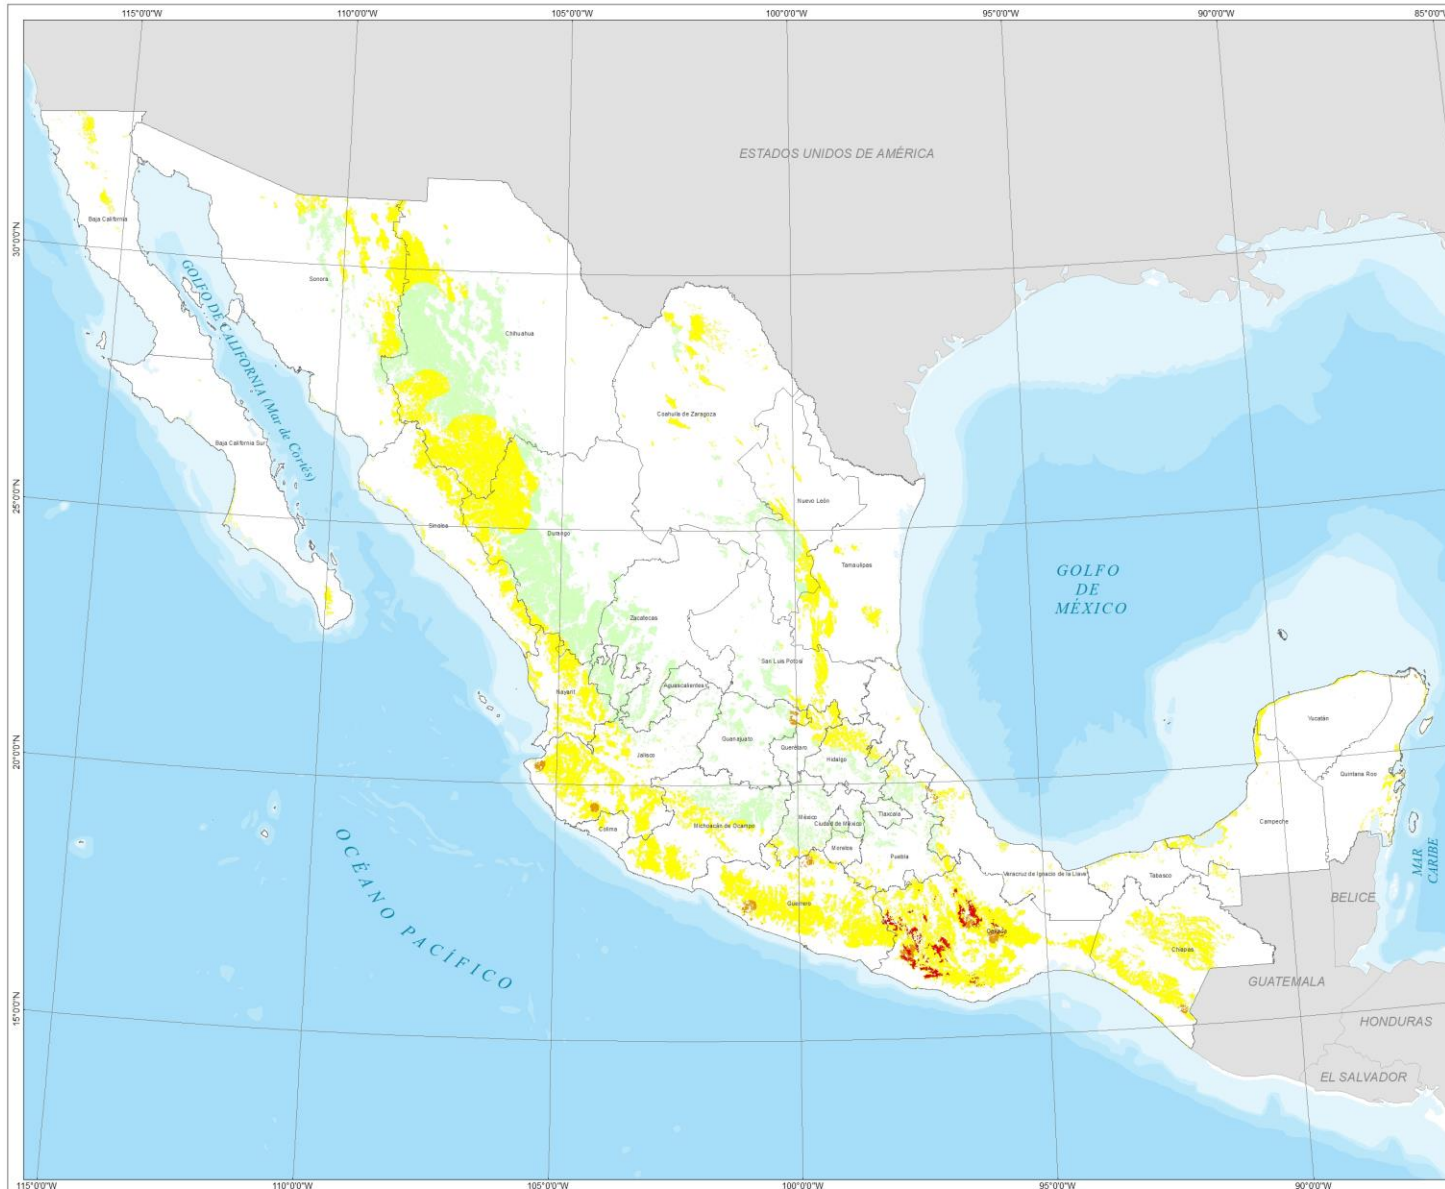 115°0'0"W
110°0'0"W
105°0'0"W
100°0'0"W
95°0'0"W
90°0'0"W
85°0'0"W
ESTADOS UNIDOS DE AMÉRICA
30°0'0"N
Baja California
Sonora
Chihuahua
GOLFO DE CALIFORNIA (Mar de Cortés)
Coahuila de Zaragoza
Baja California Sur
Nuevo León
25°0'0"N
Sinaloa
Durango
Tamaulipas
GOLFO
DE
MÉXICO
Zacatecas
San Luis Potosí
Nayarit
Aguascalientes
Yucatán
Guanajuato
Querétaro
Jalisco
Hidalgo
20°0'0"N
Quintana Roo
Colima
Michoacán de Ocampo
México
Ciudad de México
Tlaxcala
Campeche
Morelos
Puebla
MAR
CARIBE
Veracruz de Ignacio de la Llave
Tabasco
OCÉANO PACÍFICO
Guerrero
BELICE
Oaxaca
Chiapas
GUATEMALA
15°0'0"N
HONDURAS
EL SALVADOR
115°0'0"W
110°0'0"W
105°0'0"W
100°0'0"W
95°0'0"W
90°0'0"W